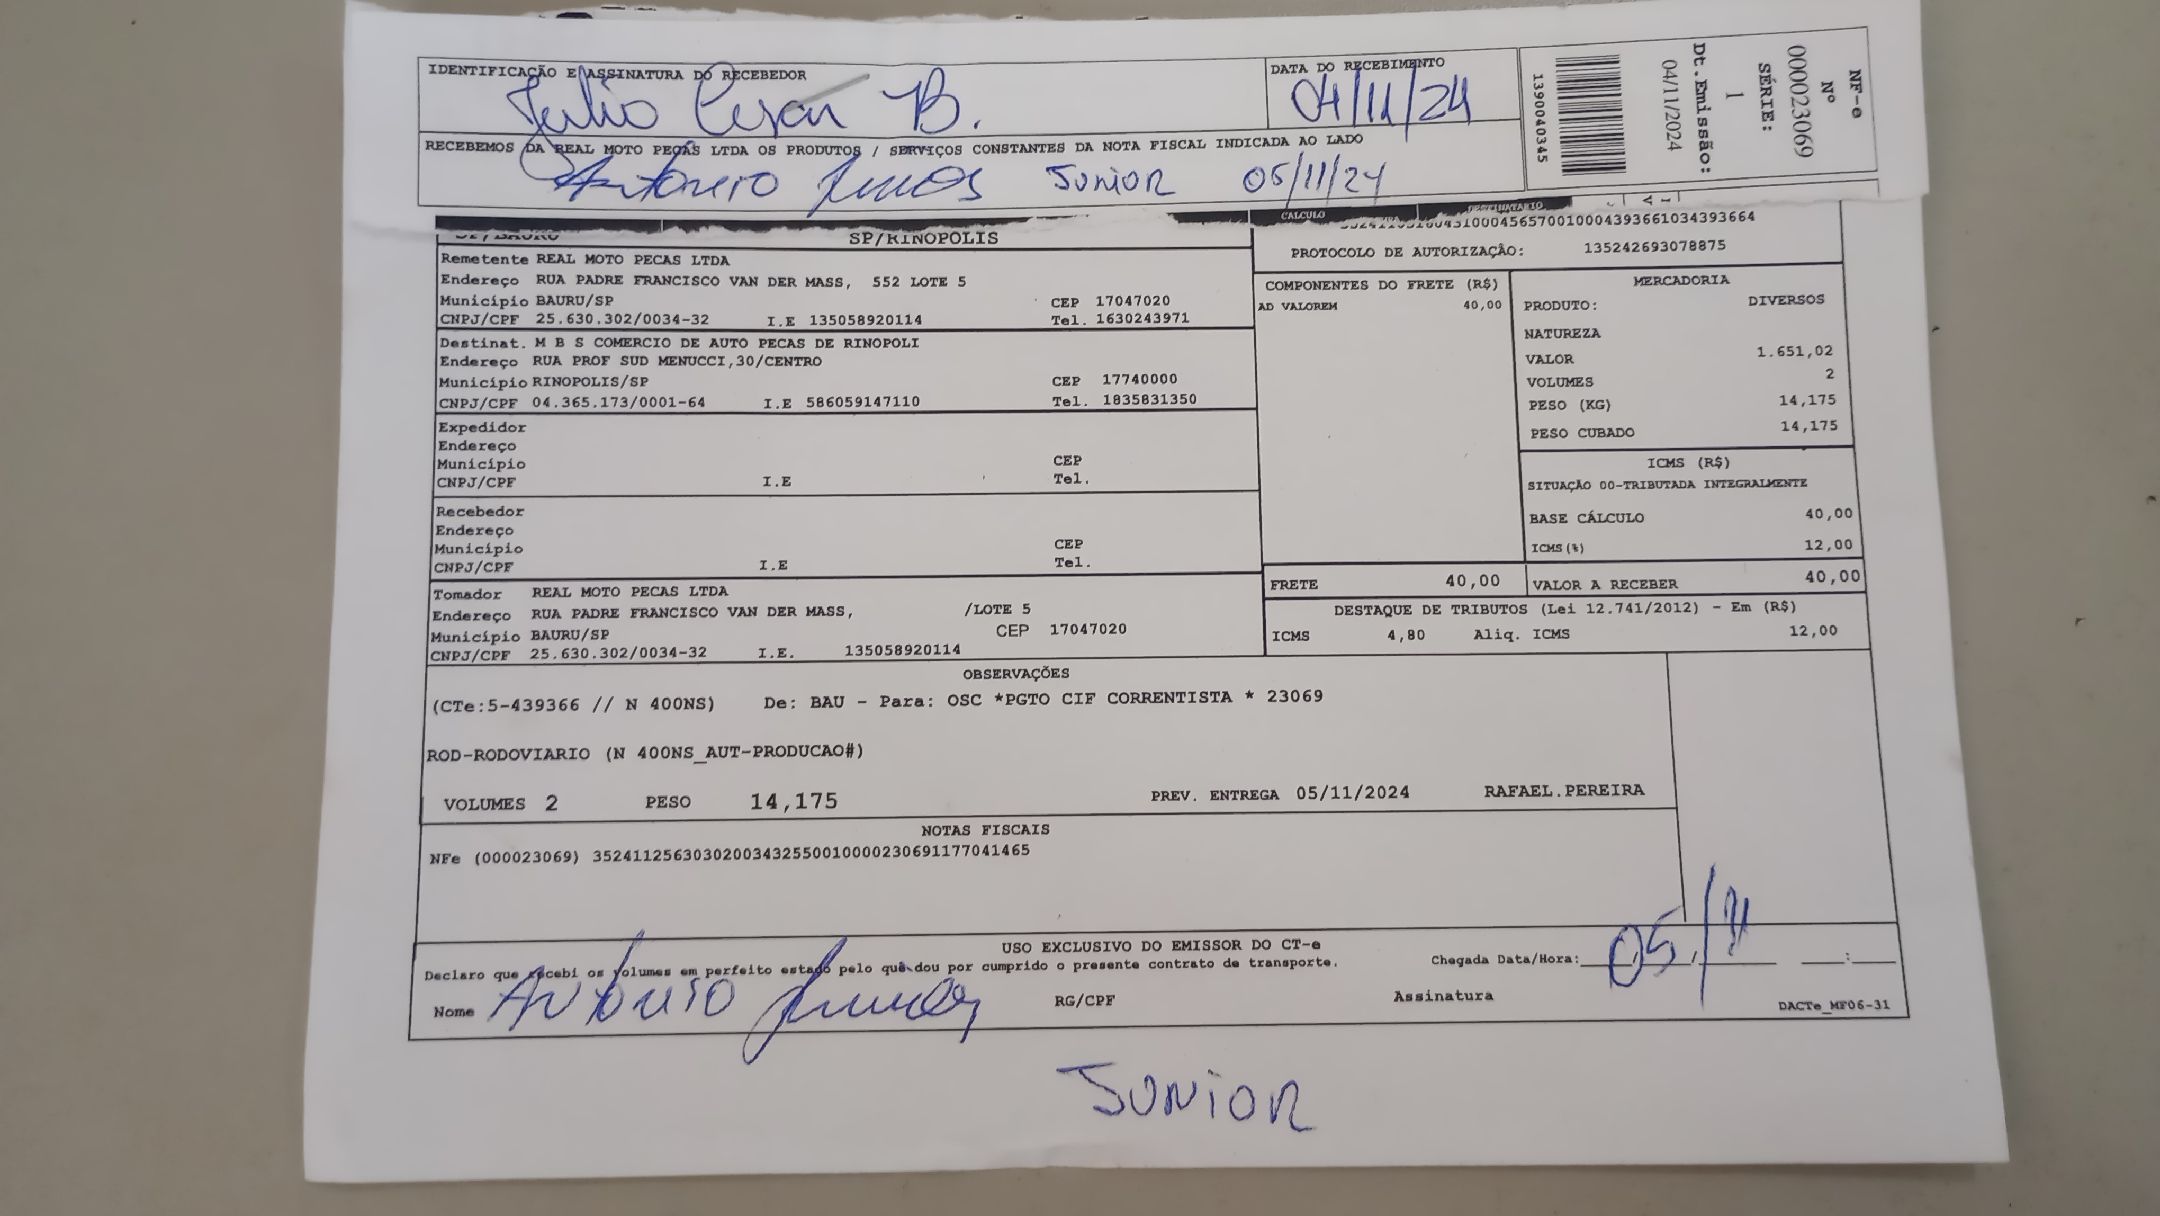 IDENTIFICAÇÃO E ASSINATURA DO RECEBEDOR
Julio Cesar B.
DATA DO RECEBIMENTO
04/11/24
RECEBEMOS DA REAL MOTO PEÇAS LTDA OS PRODUTOS / SERVIÇOS CONSTANTES DA NOTA FISCAL INDICADA AO LADO
Antonio Junior 05/11/24
1390040345
NF-e
Nº
000023069
SÉRIE:
1
Dt.Emissão:
04/11/2024
CALCULO DESTINATARIO
SP/BAURU SP/RINOPOLIS
Remetente REAL MOTO PECAS LTDA
Endereço RUA PADRE FRANCISCO VAN DER MASS, 552 LOTE 5
Município BAURU/SP CEP 17047020
CNPJ/CPF 25.630.302/0034-32 I.E 135058920114 Tel. 1630243971
Destinat. M B S COMERCIO DE AUTO PECAS DE RINOPOLI
Endereço RUA PROF SUD MENUCCI,30/CENTRO
Município RINOPOLIS/SP CEP 17740000
CNPJ/CPF 04.365.173/0001-64 I.E 586059147110 Tel. 1835831350
Expedidor
Endereço
Município CEP
CNPJ/CPF I.E Tel.
Recebedor
Endereço
Município CEP
CNPJ/CPF I.E Tel.
Tomador REAL MOTO PECAS LTDA
Endereço RUA PADRE FRANCISCO VAN DER MASS, /LOTE 5
Município BAURU/SP CEP 17047020
CNPJ/CPF 25.630.302/0034-32 I.E. 135058920114
PROTOCOLO DE AUTORIZAÇÃO: 135242693078875
COMPONENTES DO FRETE (R$)
AD VALOREM 40,00
MERCADORIA
PRODUTO: DIVERSOS
NATUREZA
VALOR 1.651,02
VOLUMES 2
PESO (KG) 14,175
PESO CUBADO 14,175
ICMS (R$)
SITUAÇÃO 00-TRIBUTADA INTEGRALMENTE
BASE CÁLCULO 40,00
ICMS(%) 12,00
FRETE 40,00 VALOR A RECEBER 40,00
DESTAQUE DE TRIBUTOS (Lei 12.741/2012) - Em (R$)
ICMS 4,80 Aliq. ICMS 12,00
OBSERVAÇÕES
(CTe:5-439366 // N 400NS) De: BAU - Para: OSC *PGTO CIF CORRENTISTA * 23069
ROD-RODOVIARIO (N 400NS_AUT-PRODUCAO#)
VOLUMES 2 PESO 14,175 PREV. ENTREGA 05/11/2024 RAFAEL.PEREIRA
NOTAS FISCAIS
NFe (000023069) 35241125630302003432550010000230691177041465
USO EXCLUSIVO DO EMISSOR DO CT-e
Declaro que recebi os volumes em perfeito estado pelo que dou por cumprido o presente contrato de transporte.
Chegada Data/Hora: 05/11
Nome Antonio RG/CPF Assinatura
DACTe_MF06-31
JUNIOR